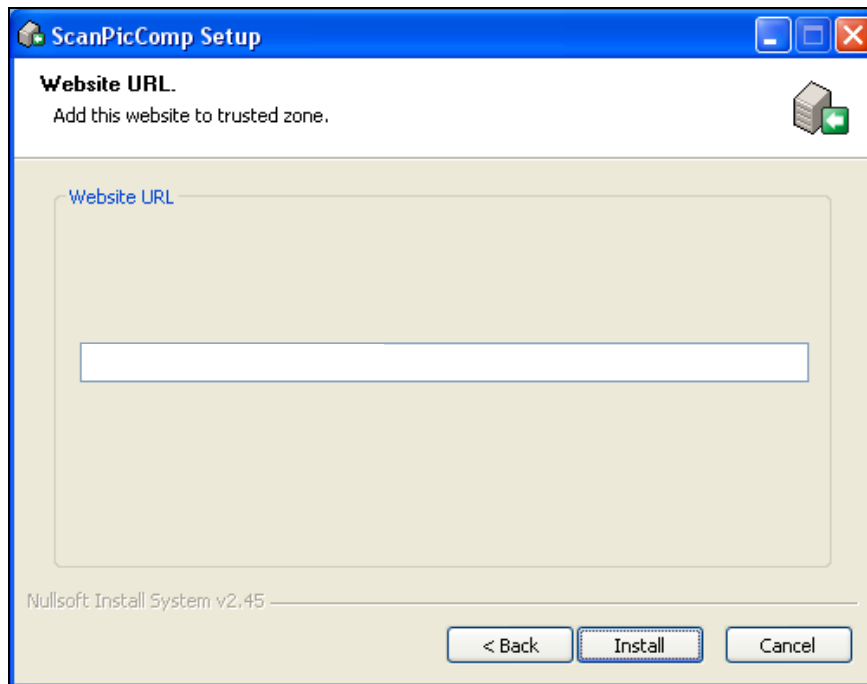 ScanPicComp Setup
Website URL.
Add this website to trusted zone.
Website URL
Nullsoft Install System v2.45
< Back
Install
Cancel